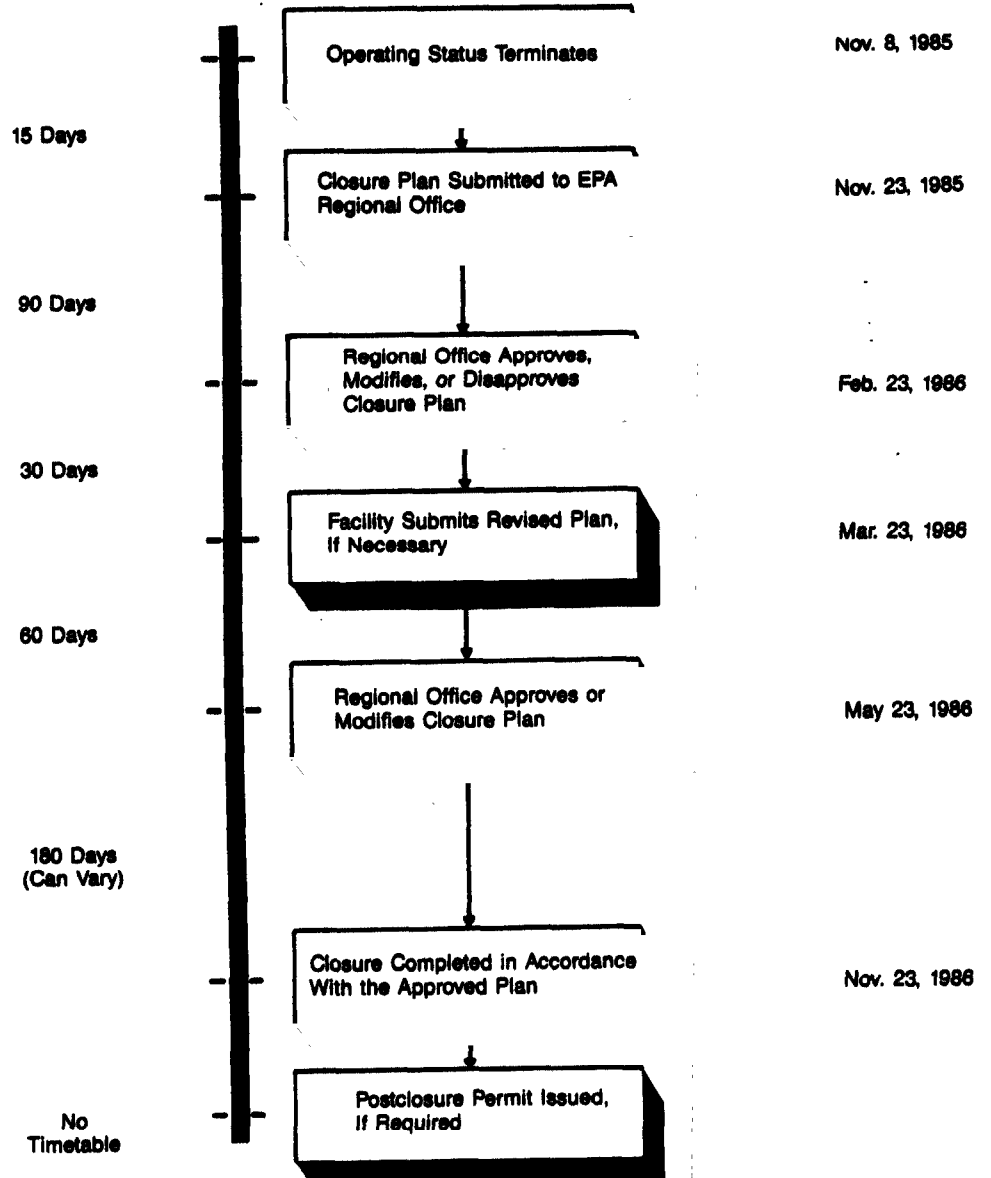 Operating Status Terminates
Nov. 8, 1985
15 Days
Closure Plan Submitted to EPA
Regional Office
Nov. 23, 1985
90 Days
Regional Office Approves,
Modifies, or Disapproves
Closure Plan
Feb. 23, 1986
30 Days
Facility Submits Revised Plan,
If Necessary
Mar. 23, 1986
60 Days
Regional Office Approves or
Modifies Closure Plan
May 23, 1986
180 Days
(Can Vary)
Closure Completed in Accordance
With the Approved Plan
Nov. 23, 1986
Postclosure Permit Issued,
If Required
No
Timetable